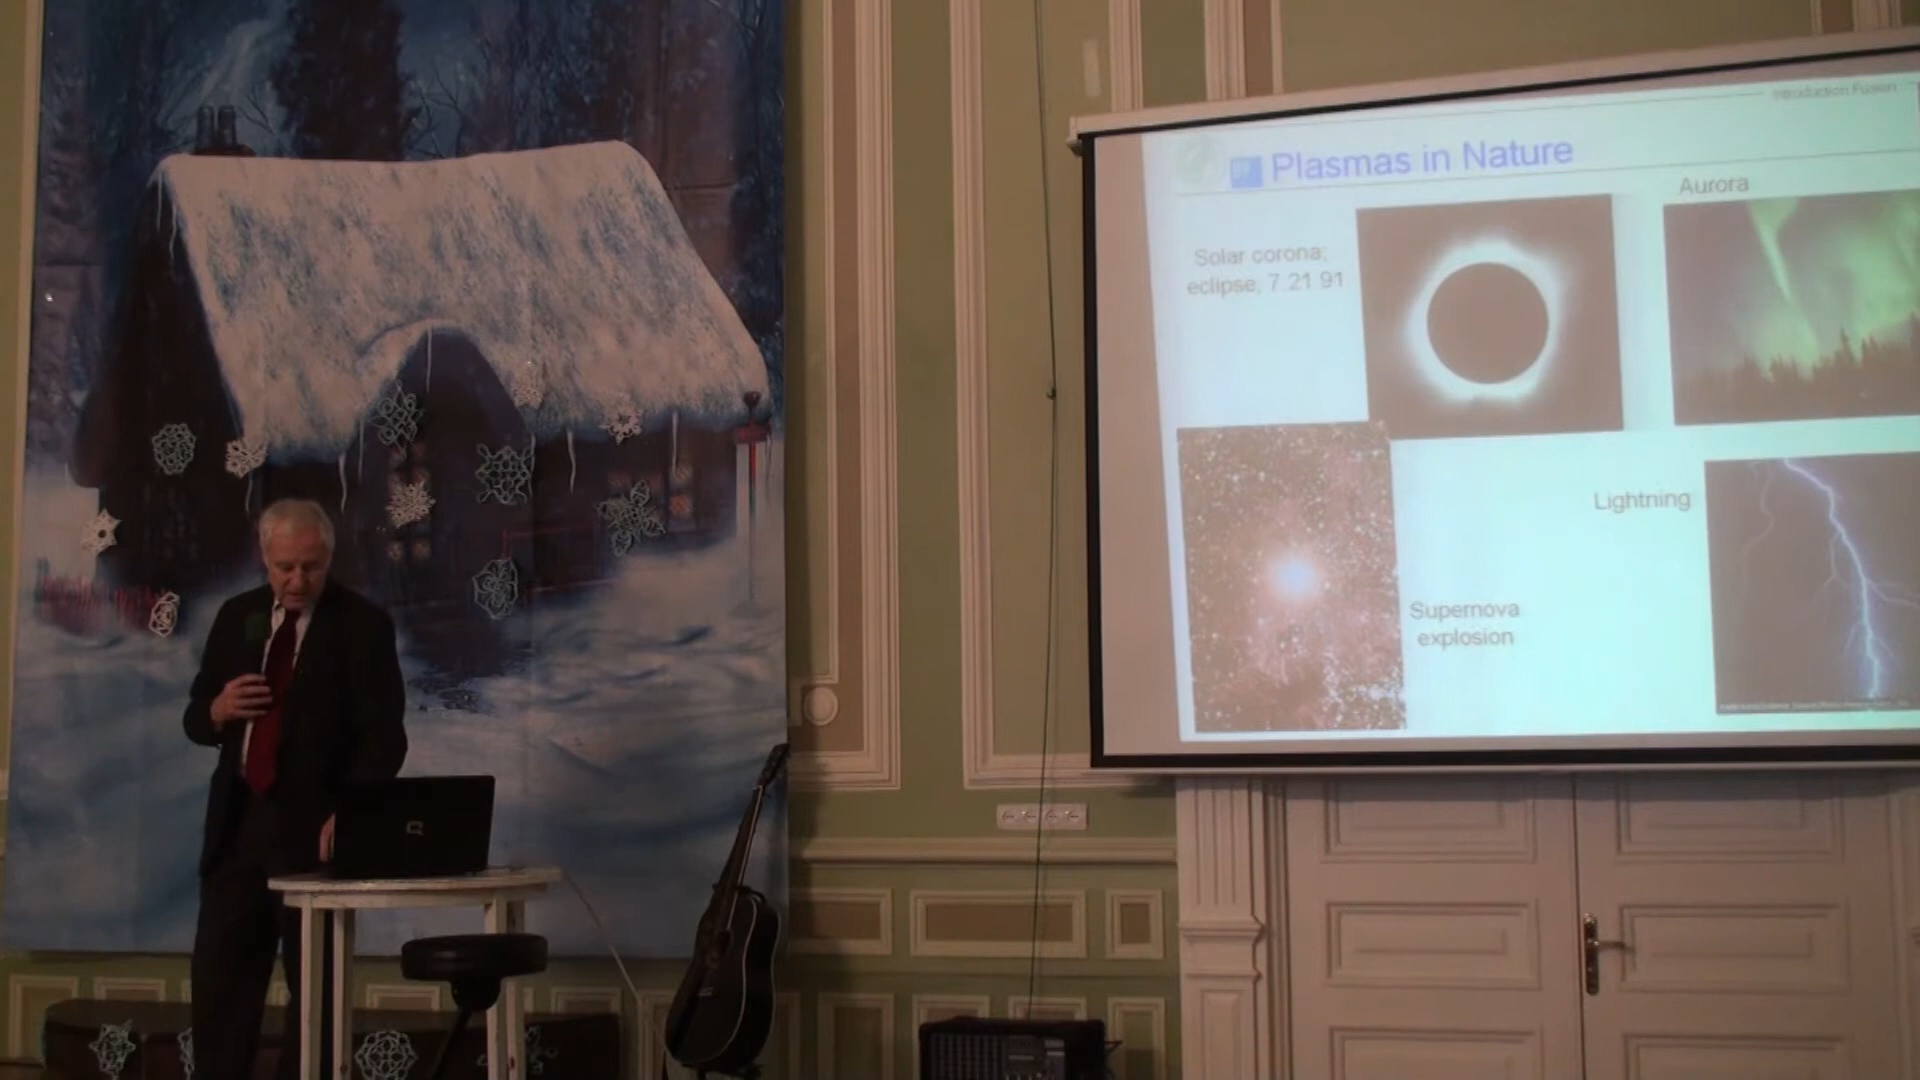 Introduction Fusion
Plasmas in Nature
Aurora
Solar corona;
eclipse, 7.21.91
Lightning
Supernova
explosion